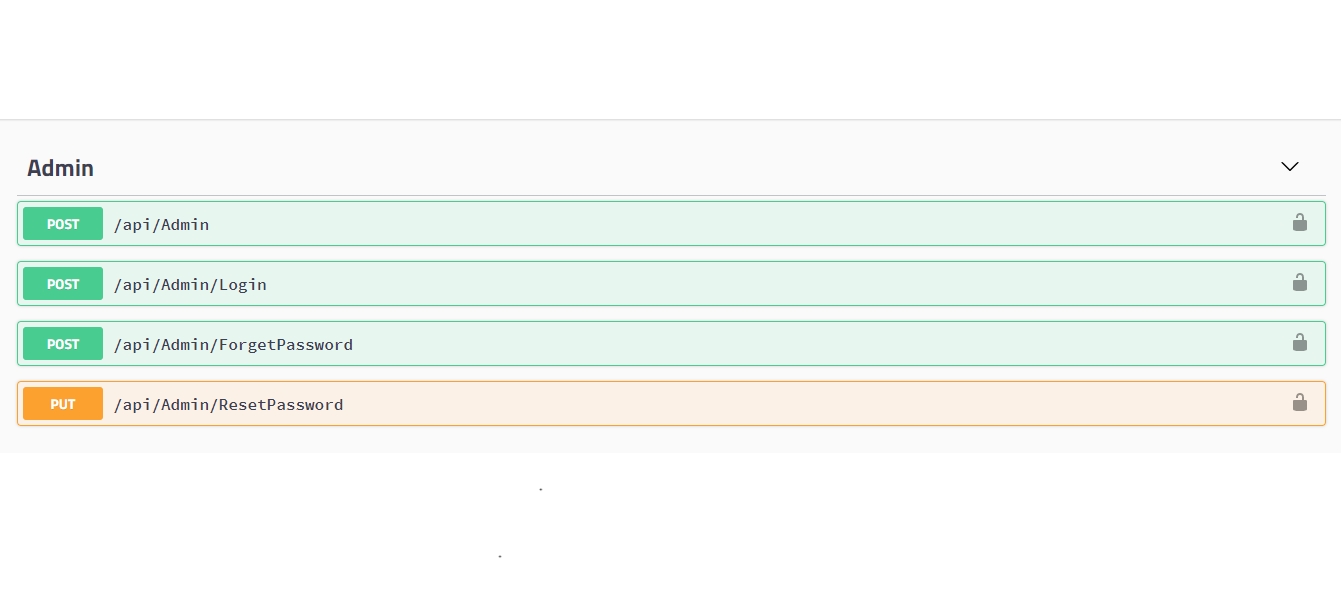 Admin
POST /api/Admin
POST /api/Admin/Login
POST /api/Admin/ForgetPassword
PUT /api/Admin/ResetPassword